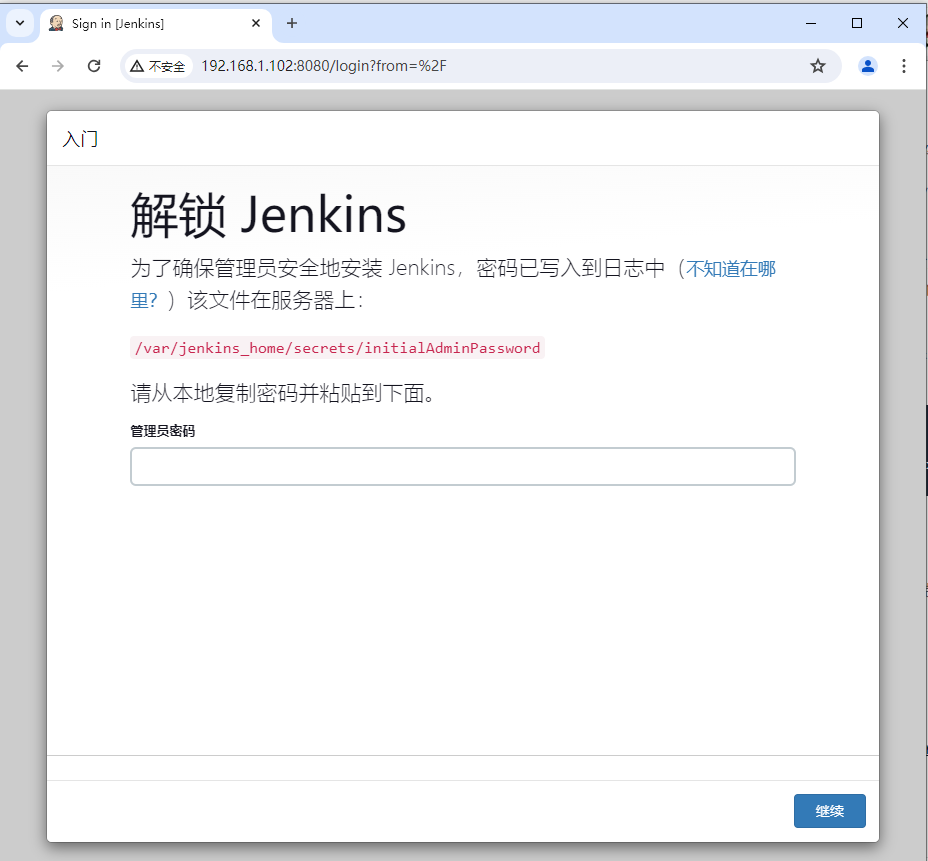 Sign in [Jenkins]
不安全
192.168.1.102:8080/login?from=%2F
入门
解锁 Jenkins
为了确保管理员安全地安装 Jenkins，密码已写入到日志中（不知道在哪
里？）该文件在服务器上：
/var/jenkins_home/secrets/initialAdminPassword
请从本地复制密码并粘贴到下面。
管理员密码
继续